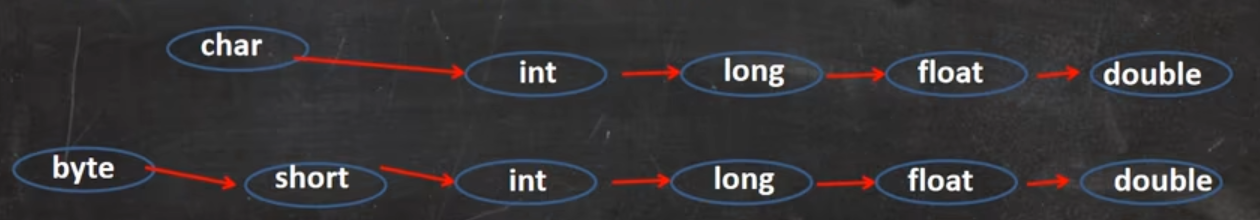 char int long float double
byte short int long float double